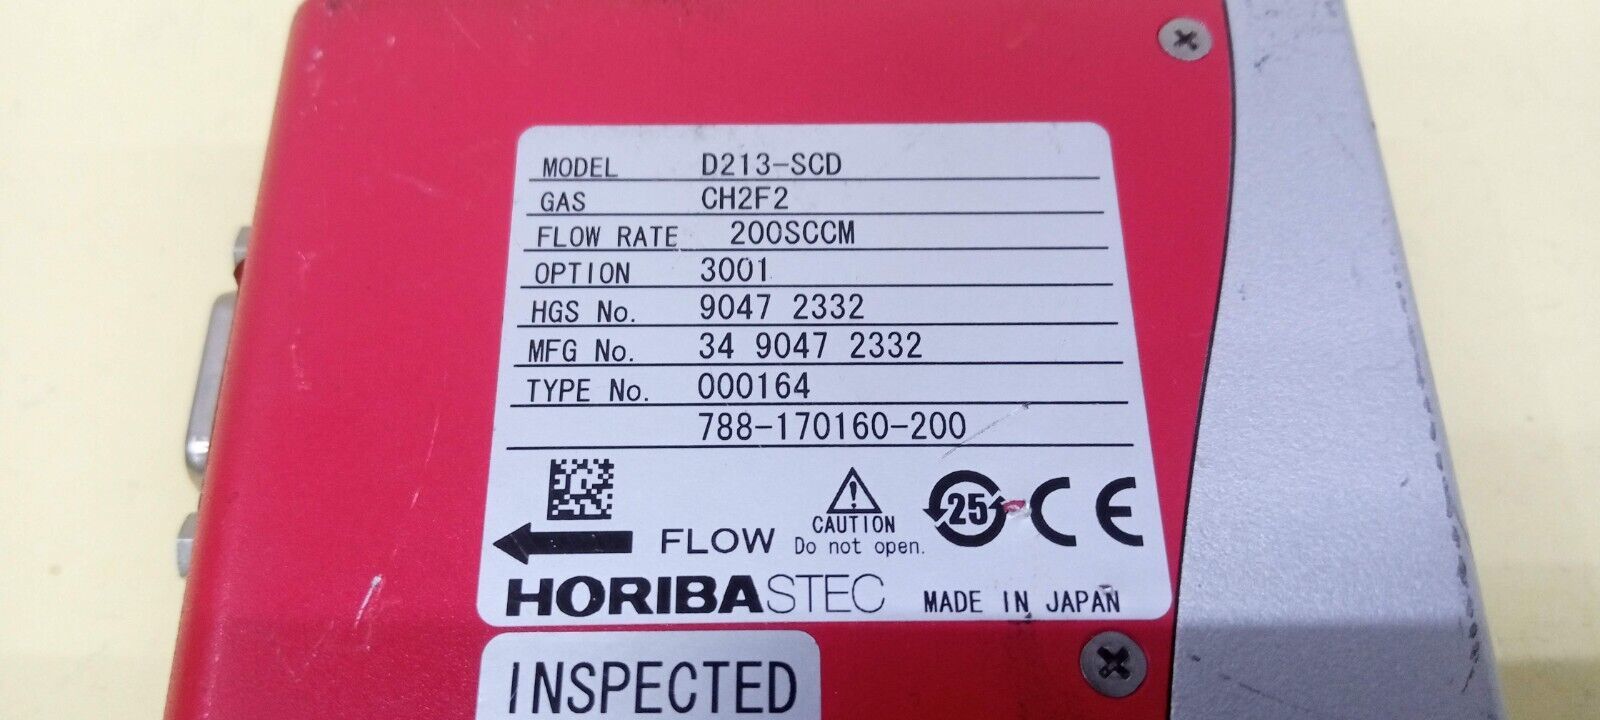 MODEL D213-SCD
GAS CH2F2
FLOW RATE 200SCCM
OPTION 3001
HGS No. 9047 2332
MFG No. 34 9047 2332
TYPE No. 000164
788-170160-200
25 CE
FLOW CAUTION
Do not open.
HORIBASTEC MADE IN JAPAN
INSPECTED